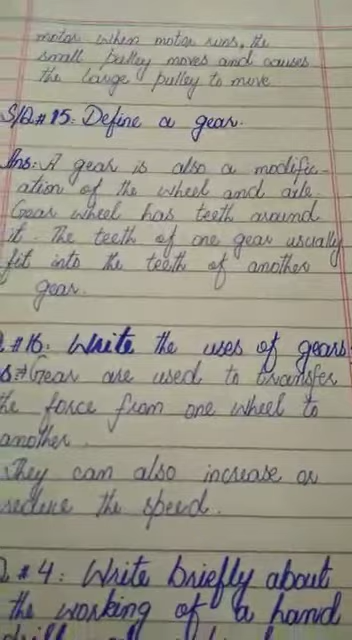 motor when motor runs, the
small pulley moves and causes
the large pulley to move
S/Q#15: Define a gear.
Ans: A gear is also a modific-
ation of the wheel and axle.
Gear wheel has teeth around
it. The teeth of one gear usually
fit into the teeth of another
gear.
#16: Write the uses of gears
s: Gear are used to transfer
the force from one wheel to
another.
They can also increase or
reduce the speed.
#4: Write briefly about
the working of a hand
drill